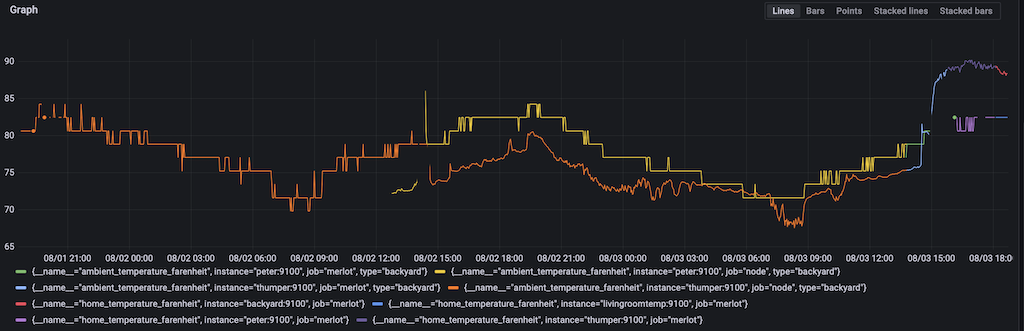 Graph
Lines Bars Points Stacked lines Stacked bars
90
85
80
75
70
65
08/01 21:00 08/02 00:00 08/02 03:00 08/02 06:00 08/02 09:00 08/02 12:00 08/02 15:00 08/02 18:00 08/02 21:00 08/03 00:00 08/03 03:00 08/03 06:00 08/03 09:00 08/03 12:00 08/03 15:00 08/03 18:00
{__name__="ambient_temperature_farenheit", instance="peter:9100", job="merlot", type="backyard"} {__name__="ambient_temperature_farenheit", instance="peter:9100", job="node", type="backyard"}
{__name__="ambient_temperature_farenheit", instance="thumper:9100", job="merlot", type="backyard"} {__name__="ambient_temperature_farenheit", instance="thumper:9100", job="node", type="backyard"}
{__name__="home_temperature_farenheit", instance="backyard:9100", job="merlot"} {__name__="home_temperature_farenheit", instance="livingroomtemp:9100", job="merlot"}
{__name__="home_temperature_farenheit", instance="peter:9100", job="merlot"} {__name__="home_temperature_farenheit", instance="thumper:9100", job="merlot"}